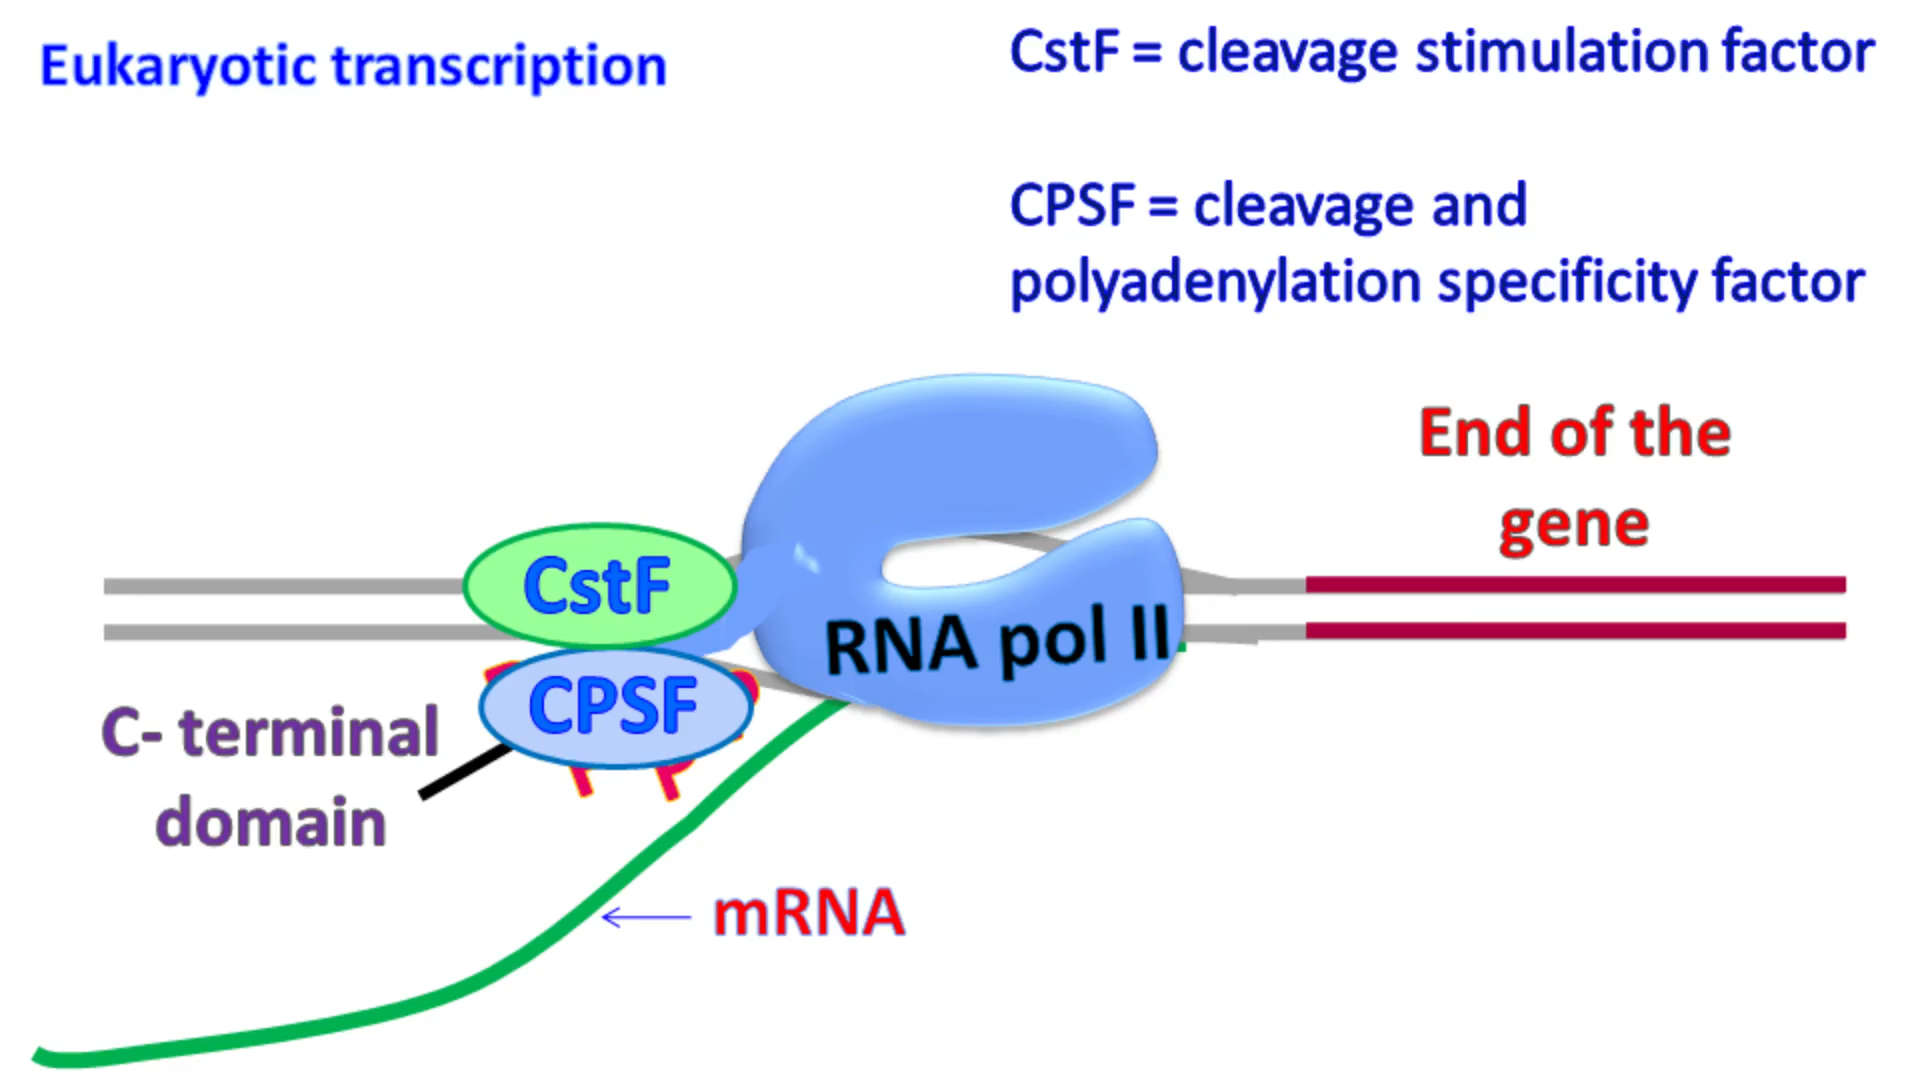 Eukaryotic transcription
CstF = cleavage stimulation factor
CPSF = cleavage and
polyadenylation specificity factor
End of the
gene
CstF
RNA pol II
CPSF
C- terminal
domain
mRNA